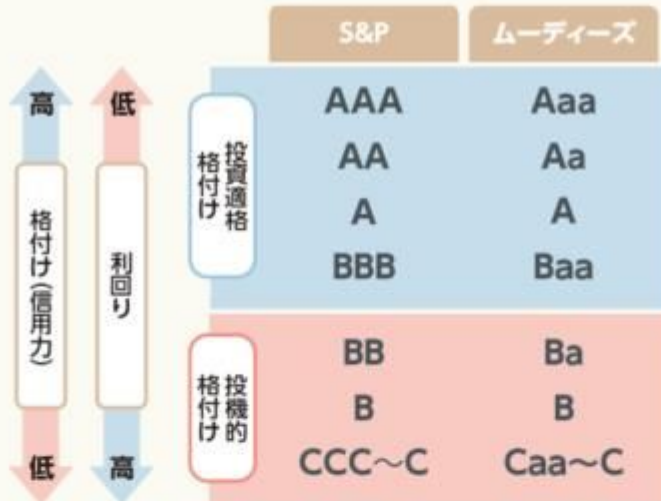 S&P ムーディーズ
高 低
格付け(信用力)
利回り
低 高
投資適格
格付け
AAA Aaa
AA Aa
A A
BBB Baa
投機的
格付け
BB Ba
B B
CCC～C Caa～C